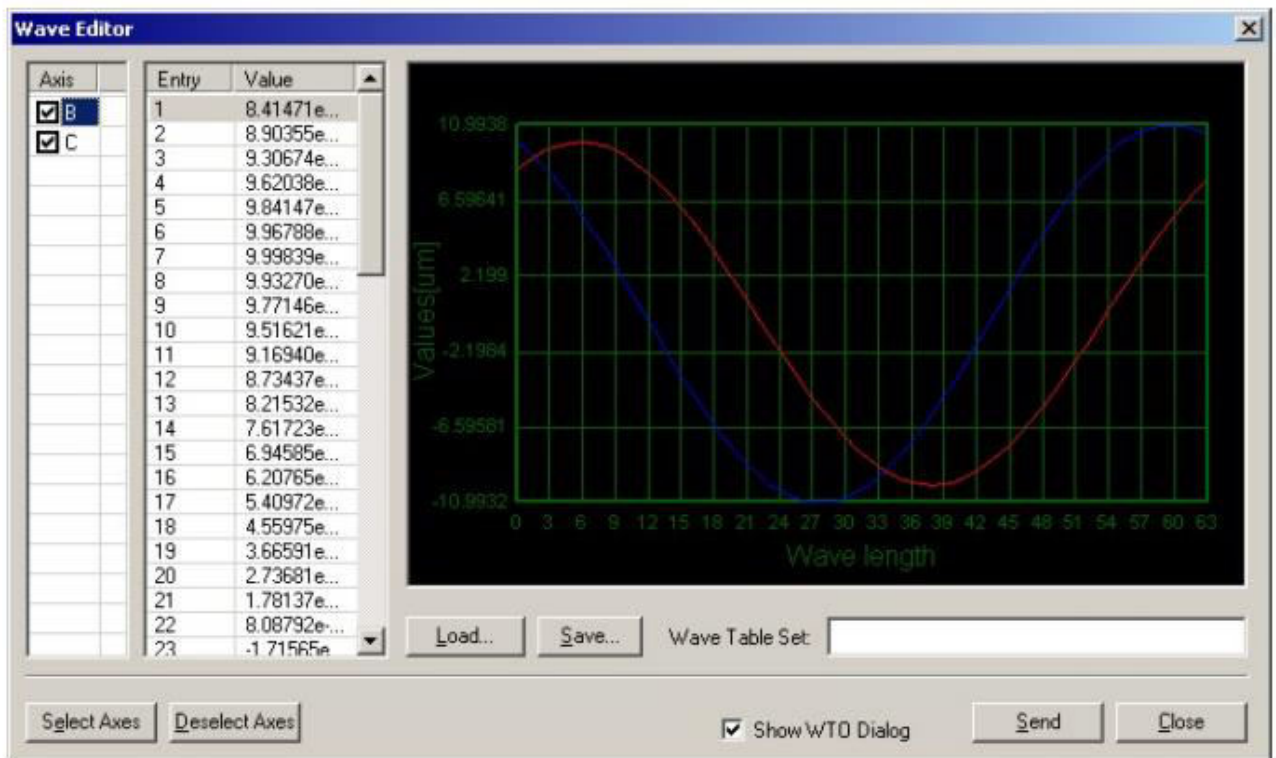 Wave Editor
Axis
B
C
Entry Value
1 8.41471e...
2 8.90355e...
3 9.30674e...
4 9.62038e...
5 9.84147e...
6 9.96788e...
7 9.99839e...
8 9.93270e...
9 9.77146e...
10 9.51621e...
11 9.16940e...
12 8.73437e...
13 8.21532e...
14 7.61723e...
15 6.94585e...
16 6.20765e...
17 5.40972e...
18 4.55975e...
19 3.66591e...
20 2.73681e...
21 1.78137e...
22 8.08792e-...
23 -1.71565e
Values[um]
10.9938
6.59641
2.199
-2.1984
-6.59581
-10.9932
0 3 6 9 12 15 18 21 24 27 30 33 36 39 42 45 48 51 54 57 60 63
Wave length
Load... Save... Wave Table Set:
Select Axes Deselect Axes Show WTO Dialog Send Close